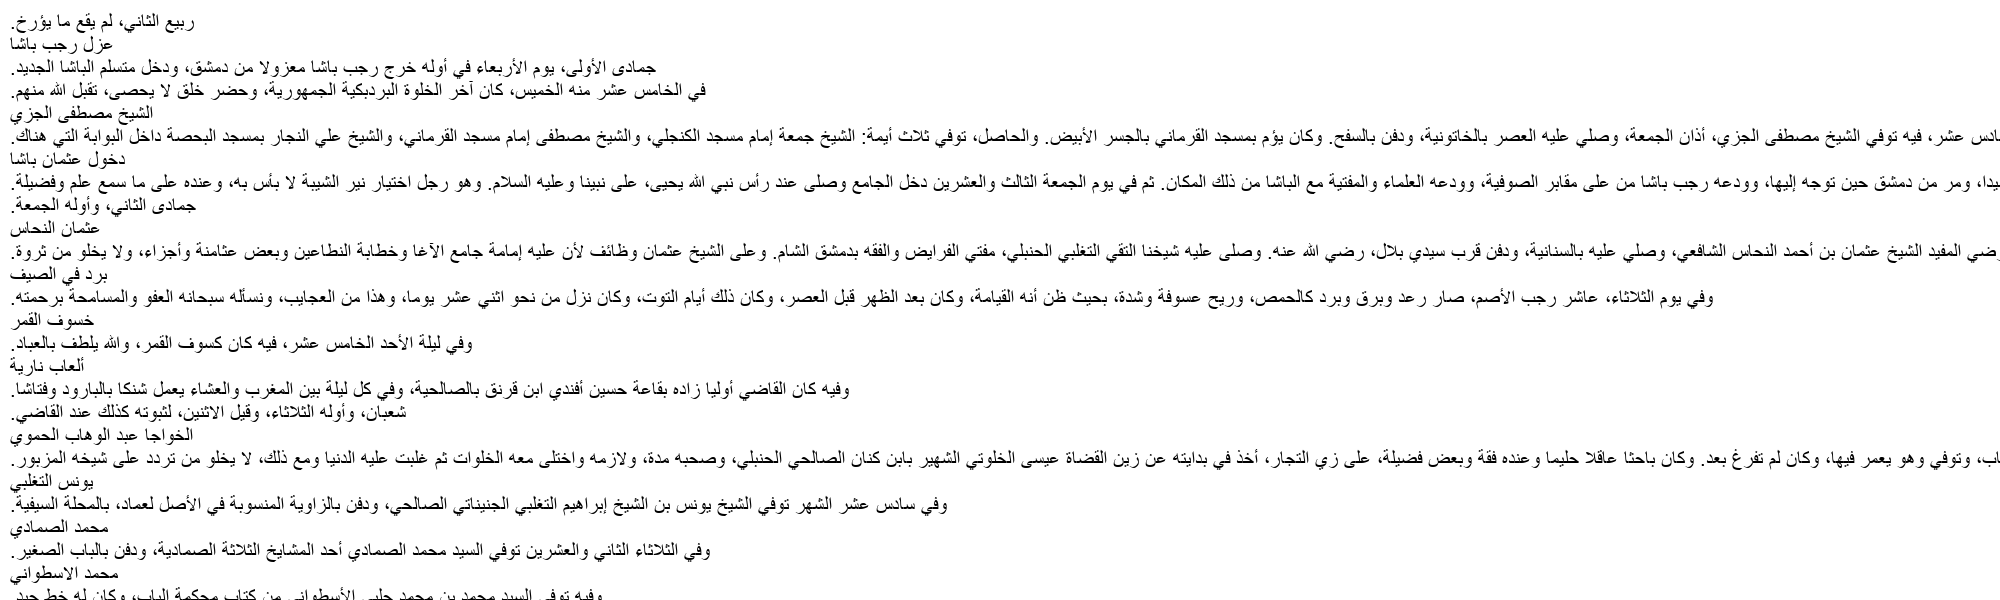 ربيع الثاني، لم يقع ما يؤرخ.
عزل رجب باشا
جمادى الأولى، يوم الأربعاء في أوله خرج رجب باشا معزولا من دمشق، ودخل متسلم الباشا الجديد.
في الخامس عشر منه الخميس، كان آخر الخلوة البردبكية الجمهورية، وحضر خلق لا يحصى، تقبل الله منهم.
الشيخ مصطفى الجزي
عشر، فيه توفي الشيخ مصطفى الجزي، أذان الجمعة، وصلي عليه العصر بالخاتونية، ودفن بالسفح. وكان يؤم بمسجد القرماني بالجسر الأبيض. والحاصل، توفي ثلاث أيمة: الشيخ جمعة إمام مسجد الكنجلي، والشيخ مصطفى إمام مسجد القرماني، والشيخ علي النجار بمسجد البحصة داخل البوابة التي هناك.
دخول عثمان باشا
ومر من دمشق حين توجه إليها، وودعه رجب باشا من على مقابر الصوفية، وودعه العلماء والمفتية مع الباشا من ذلك المكان. ثم في يوم الجمعة الثالث والعشرين دخل الجامع وصلى عند رأس نبي الله يحيى، على نبينا وعليه السلام. وهو رجل اختيار نير الشيبة لا بأس به، وعنده على ما سمع علم وفضيلة.
جمادى الثاني، وأوله الجمعة.
عثمان النحاس
المفيد الشيخ عثمان بن أحمد النحاس الشافعي، وصلي عليه بالسنانية، ودفن قرب سيدي بلال، رضي الله عنه. وصلى عليه شيخنا التقي التغلبي الحنبلي، مفتي الفرايض والفقه بدمشق الشام. وعلى الشيخ عثمان وظائف لأن عليه إمامة جامع الآغا وخطابة النطاعين وبعض عثامنة وأجزاء، ولا يخلو من ثروة.
برد في الصيف
وفي يوم الثلاثاء، عاشر رجب الأصم، صار رعد وبرق وبرد كالحمص، وريح عسوفة وشدة، بحيث ظن أنه القيامة، وكان بعد الظهر قبل العصر، وكان ذلك أيام التوت، وكان نزل من نحو اثني عشر يوما، وهذا من العجايب، ونسأله سبحانه العفو والمسامحة برحمته.
خسوف القمر
وفي ليلة الأحد الخامس عشر، فيه كان كسوف القمر، والله يلطف بالعباد.
ألعاب نارية
وفيه كان القاضي أوليا زاده بقاعة حسين أفندي ابن قرنق بالصالحية، وفي كل ليلة بين المغرب والعشاء يعمل شنكا بالبارود وفتاشا.
شعبان، وأوله الثلاثاء، وقيل الاثنين، لثبوته كذلك عند القاضي.
الخواجا عبد الوهاب الحموي
وتوفي وهو يعمر فيها، وكان لم تفرغ بعد. وكان باحثا عاقلا حليما وعنده فقة وبعض فضيلة، على زي التجار، أخذ في بدايته عن زين القضاة عيسى الخلوتي الشهير بابن كنان الصالحي الحنبلي، وصحبه مدة، ولازمه واختلى معه الخلوات ثم غلبت عليه الدنيا ومع ذلك، لا يخلو من تردد على شيخه المزبور.
يونس التغلبي
وفي سادس عشر الشهر توفي الشيخ يونس بن الشيخ إبراهيم التغلبي الجنيناتي الصالحي، ودفن بالزاوية المنسوبة في الأصل لعماد، بالمحلة السيفية.
محمد الصمادي
وفي الثلاثاء الثاني والعشرين توفي السيد محمد الصمادي أحد المشايخ الثلاثة الصمادية، ودفن بالباب الصغير.
محمد الاسطواني
وفيه توفي السيد محمد بن محمد جلبي الأسطواني من كتاب محكمة الباب، وكان له خط جيد.